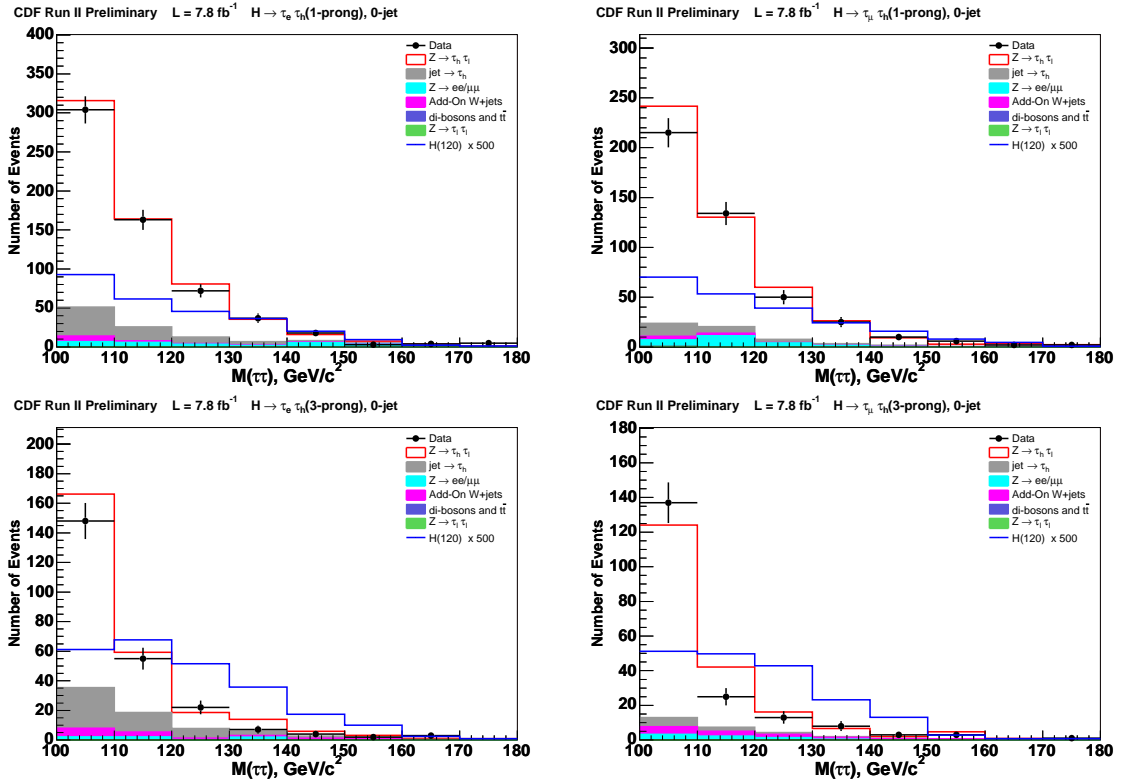 CDF Run II Preliminary L = 7.8 fb⁻¹ H → τₑ τₕ(1-prong), 0-jet
Number of Events
400
350
300
250
200
150
100
50
0
Data
Z → τₕ τₗ
jet → τₕ
Z → ee/μμ
Add-On W+jets
di-bosons and tt̄
Z → τₗ τₗ
H(120) x 500
100 110 120 130 140 150 160 170 180
M(ττ), GeV/c²
CDF Run II Preliminary L = 7.8 fb⁻¹ H → τ_μ τₕ(1-prong), 0-jet
Number of Events
300
250
200
150
100
50
0
Data
Z → τₕ τₗ
jet → τₕ
Z → ee/μμ
Add-On W+jets
di-bosons and tt̄
Z → τₗ τₗ
H(120) x 500
100 110 120 130 140 150 160 170 180
M(ττ), GeV/c²
CDF Run II Preliminary L = 7.8 fb⁻¹ H → τₑ τₕ(3-prong), 0-jet
Number of Events
200
180
160
140
120
100
80
60
40
20
0
Data
Z → τₕ τₗ
jet → τₕ
Z → ee/μμ
Add-On W+jets
di-bosons and tt̄
Z → τₗ τₗ
H(120) x 500
100 110 120 130 140 150 160 170 180
M(ττ), GeV/c²
CDF Run II Preliminary L = 7.8 fb⁻¹ H → τ_μ τₕ(3-prong), 0-jet
Number of Events
180
160
140
120
100
80
60
40
20
0
Data
Z → τₕ τₗ
jet → τₕ
Z → ee/μμ
Add-On W+jets
di-bosons and tt̄
Z → τₗ τₗ
H(120) x 500
100 110 120 130 140 150 160 170 180
M(ττ), GeV/c²